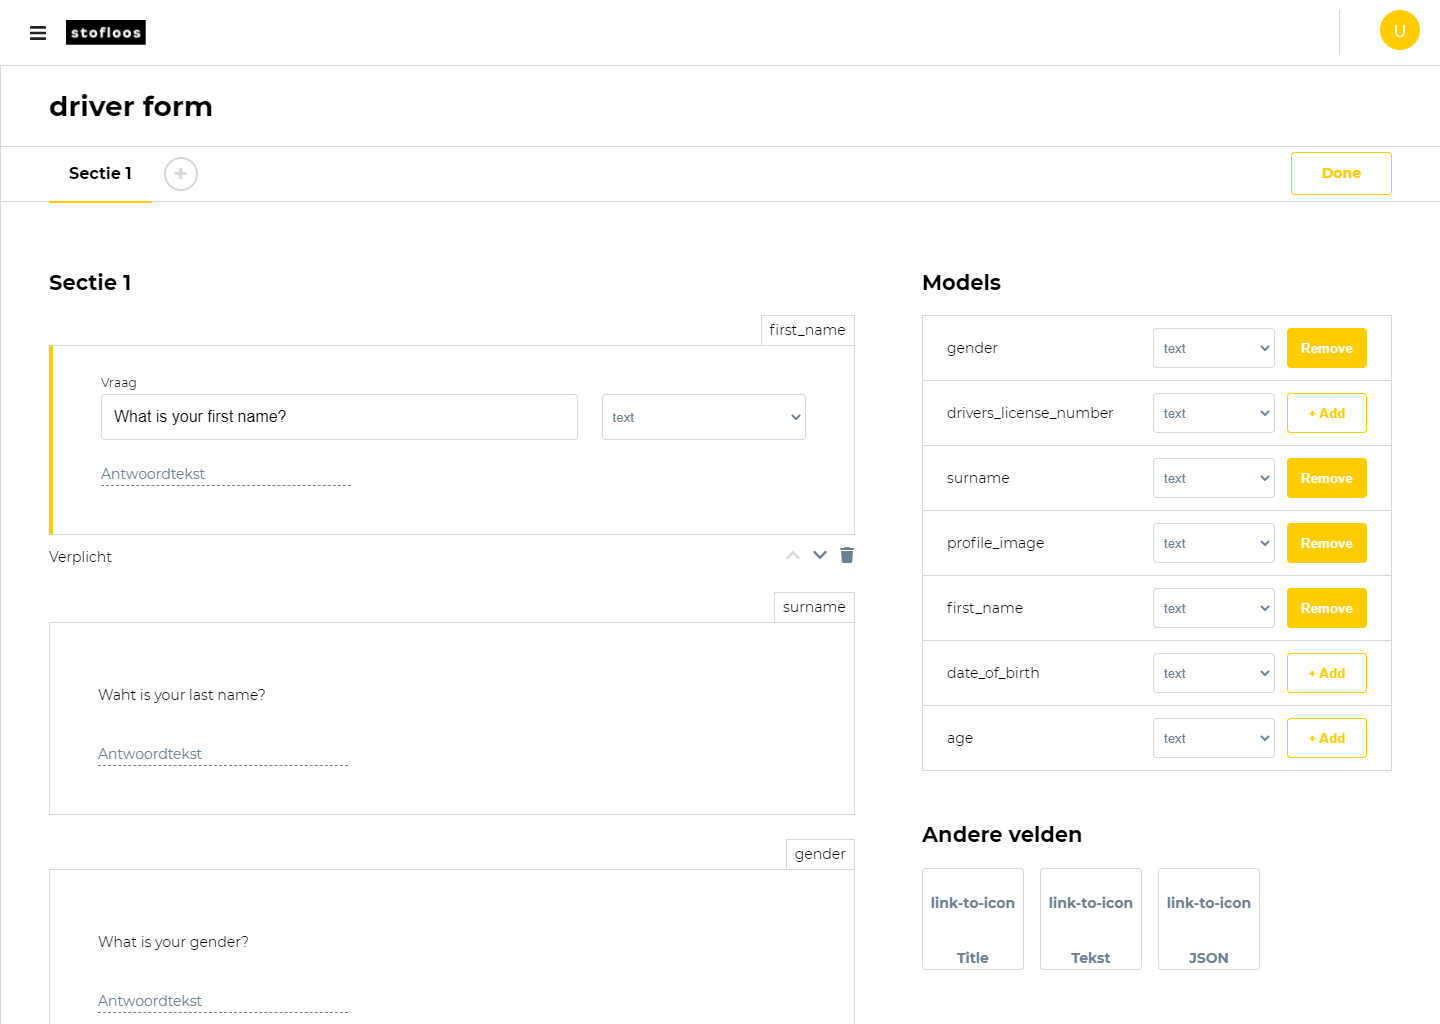 stofloos
U
driver form
Sectie 1
+
Done
Sectie 1
first_name
Vraag
What is your first name?
text
Antwoordtekst
Verplicht
surname
Waht is your last name?
Antwoordtekst
gender
What is your gender?
Antwoordtekst
Models
gender text Remove
drivers_license_number text + Add
surname text Remove
profile_image text Remove
first_name text Remove
date_of_birth text + Add
age text + Add
Andere velden
link-to-icon link-to-icon link-to-icon
Title Tekst JSON